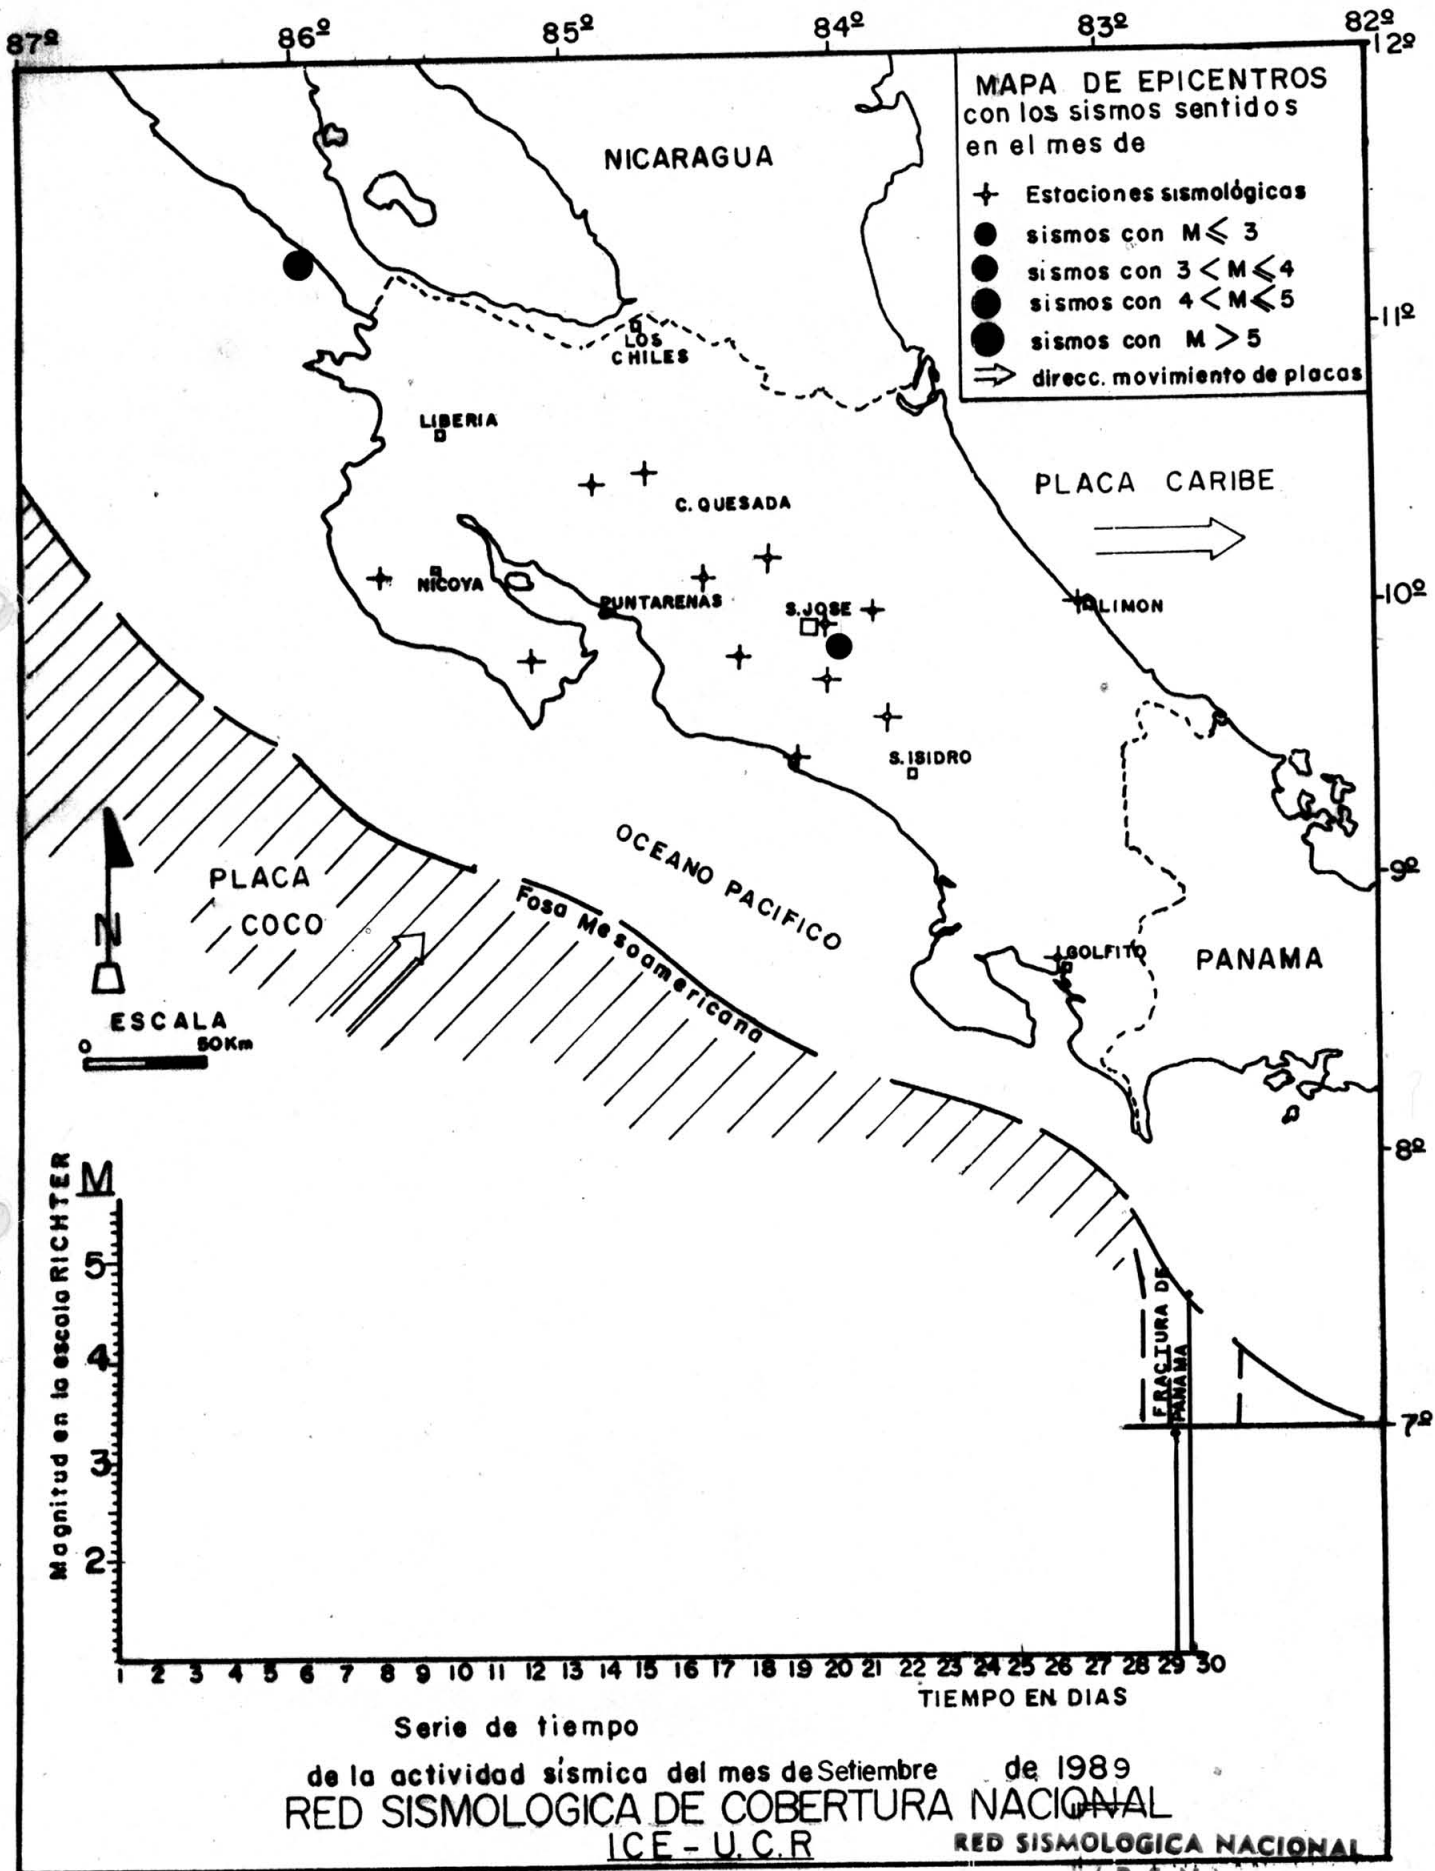 87º 86º 85º 84º 83º 82º
12º
MAPA DE EPICENTROS
con los sismos sentidos
en el mes de
Estaciones sismológicas
sismos con M⩽ 3
sismos con 3 < M⩽4
sismos con 4 < M⩽5
sismos con M > 5
direcc. movimiento de placas
NICARAGUA
11º
LOS
CHILES
LIBERIA
C. QUESADA
PLACA CARIBE
NICOYA
PUNTARENAS
S. JOSE
LIMON
10º
S. ISIDRO
OCEANO PACIFICO
9º
PLACA
COCO
Fosa Mesoamericana
GOLFITO
PANAMA
N
ESCALA
0 50Km
8º
M
Magnitud en la escala RICHTER
5
4
3
2
FRACTURA DE
PANAMA
7º
1 2 3 4 5 6 7 8 9 10 11 12 13 14 15 16 17 18 19 20 21 22 23 24 25 26 27 28 29 30
TIEMPO EN DIAS
Serie de tiempo
de la actividad sísmica del mes de Setiembre de 1989
RED SISMOLOGICA DE COBERTURA NACIONAL
ICE - U.C.R
RED SISMOLOGICA NACIONAL